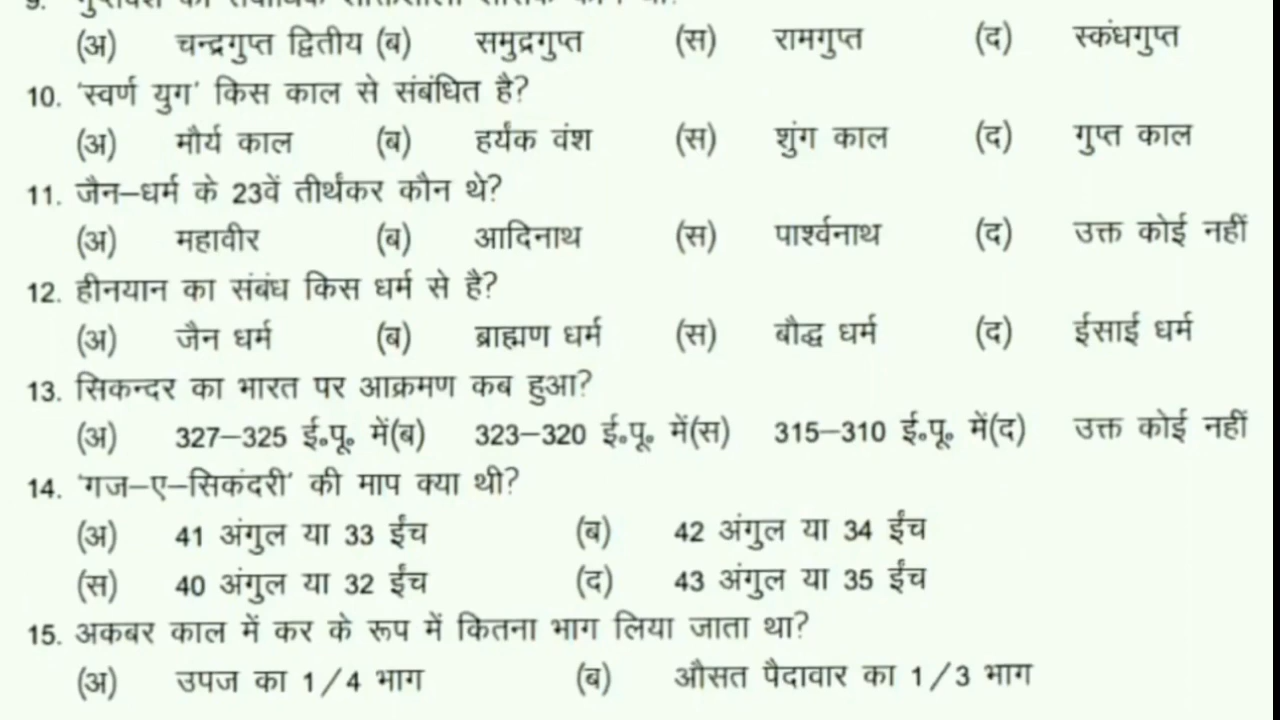 (अ) चन्द्रगुप्त द्वितीय (ब) समुद्रगुप्त (स) रामगुप्त (द) स्कंधगुप्त
10. 'स्वर्ण युग' किस काल से संबंधित है?
(अ) मौर्य काल (ब) हर्यंक वंश (स) शुंग काल (द) गुप्त काल
11. जैन–धर्म के 23वें तीर्थंकर कौन थे?
(अ) महावीर (ब) आदिनाथ (स) पार्श्वनाथ (द) उक्त कोई नहीं
12. हीनयान का संबंध किस धर्म से है?
(अ) जैन धर्म (ब) ब्राह्मण धर्म (स) बौद्ध धर्म (द) ईसाई धर्म
13. सिकन्दर का भारत पर आक्रमण कब हुआ?
(अ) 327–325 ई॰पू॰ में(ब) 323–320 ई॰पू॰ में(स) 315–310 ई॰पू॰ में(द) उक्त कोई नहीं
14. 'गज–ए–सिकंदरी' की माप क्या थी?
(अ) 41 अंगुल या 33 ईंच (ब) 42 अंगुल या 34 ईंच
(स) 40 अंगुल या 32 ईंच (द) 43 अंगुल या 35 ईंच
15. अकबर काल में कर के रूप में कितना भाग लिया जाता था?
(अ) उपज का 1/4 भाग (ब) औसत पैदावार का 1/3 भाग